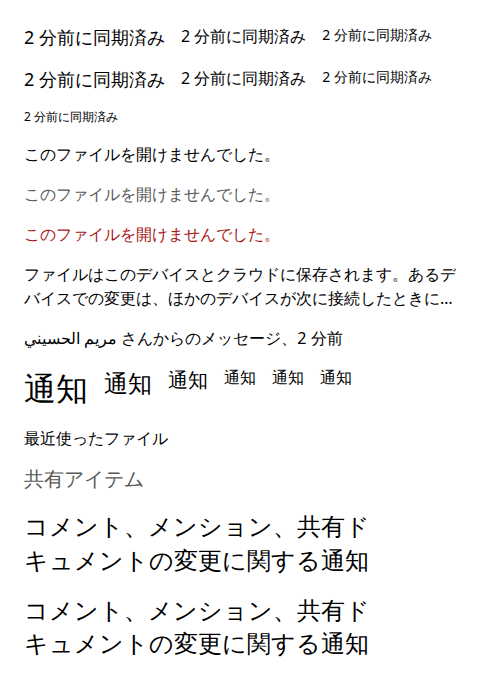 2 分前に同期済み 2 分前に同期済み 2 分前に同期済み
2 分前に同期済み 2 分前に同期済み 2 分前に同期済み
2 分前に同期済み
このファイルを開けませんでした。
このファイルを開けませんでした。
このファイルを開けませんでした。
ファイルはこのデバイスとクラウドに保存されます。あるデ
バイスでの変更は、ほかのデバイスが次に接続したときに...
مريم الحسيني さんからのメッセージ、2 分前
通知 通知 通知 通知 通知 通知
最近使ったファイル
共有アイテム
コメント、メンション、共有ド
キュメントの変更に関する通知
コメント、メンション、共有ド
キュメントの変更に関する通知